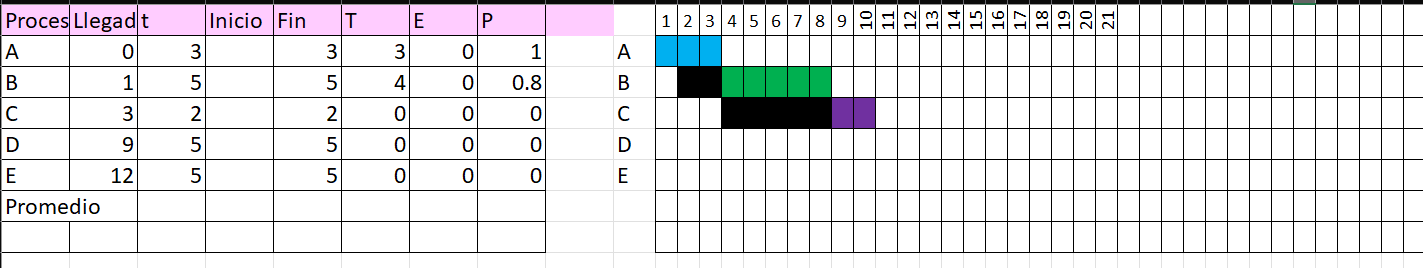 Proces Llegad t Inicio Fin T E P 1 2 3 4 5 6 7 8 9 10 11 12 13 14 15 16 17 18 19 20 21
A 0 3 3 3 0 1 A
B 1 5 5 4 0 0.8 B
C 3 2 2 0 0 0 C
D 9 5 5 0 0 0 D
E 12 5 5 0 0 0 E
Promedio